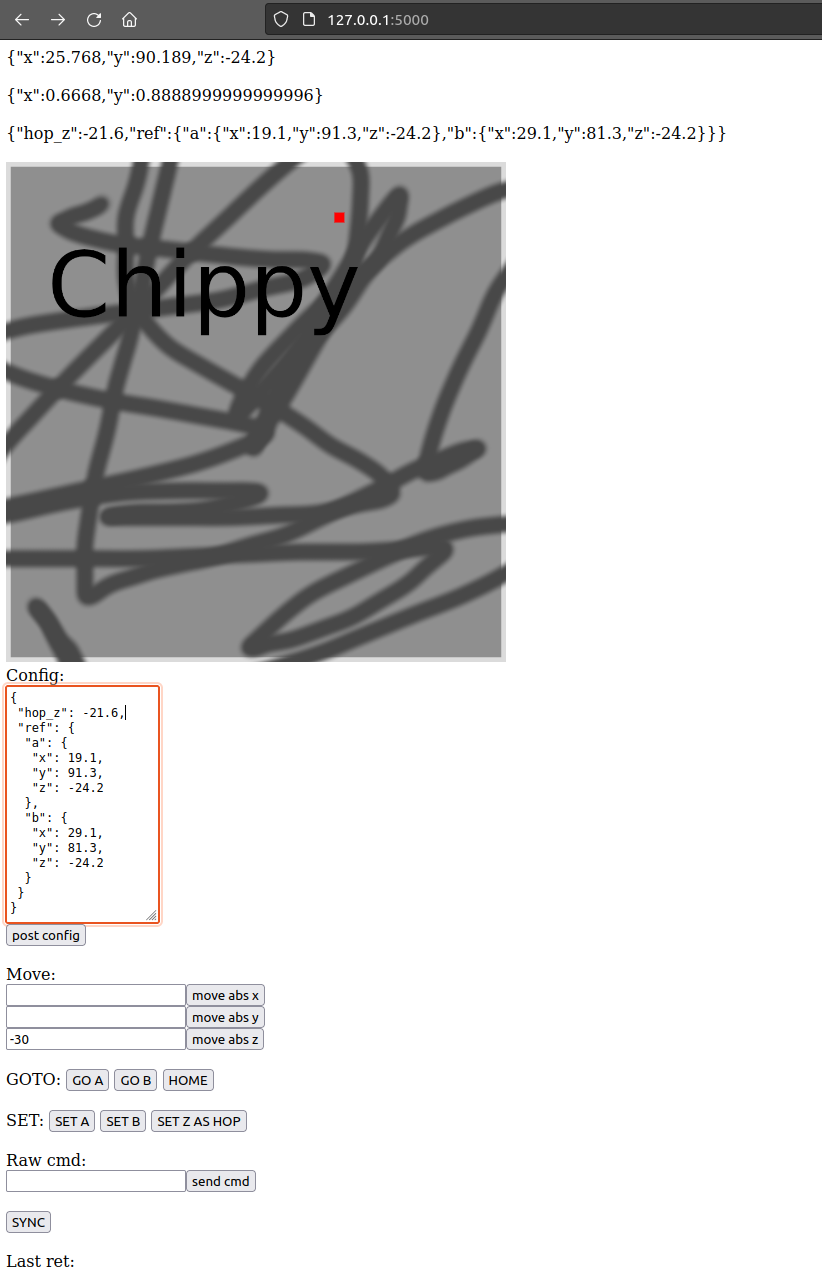 127.0.0.1:5000
{"x":25.768,"y":90.189,"z":-24.2}
{"x":0.6668,"y":0.8888999999999996}
{"hop_z":-21.6,"ref":{"a":{"x":19.1,"y":91.3,"z":-24.2},"b":{"x":29.1,"y":81.3,"z":-24.2}}}
Chippy
Config:
{
"hop_z": -21.6,
"ref": {
"a": {
"x": 19.1,
"y": 91.3,
"z": -24.2
},
"b": {
"x": 29.1,
"y": 81.3,
"z": -24.2
}
}
}
post config
Move:
move abs x
move abs y
-30 move abs z
GOTO: GO A GO B HOME
SET: SET A SET B SET Z AS HOP
Raw cmd:
send cmd
SYNC
Last ret: